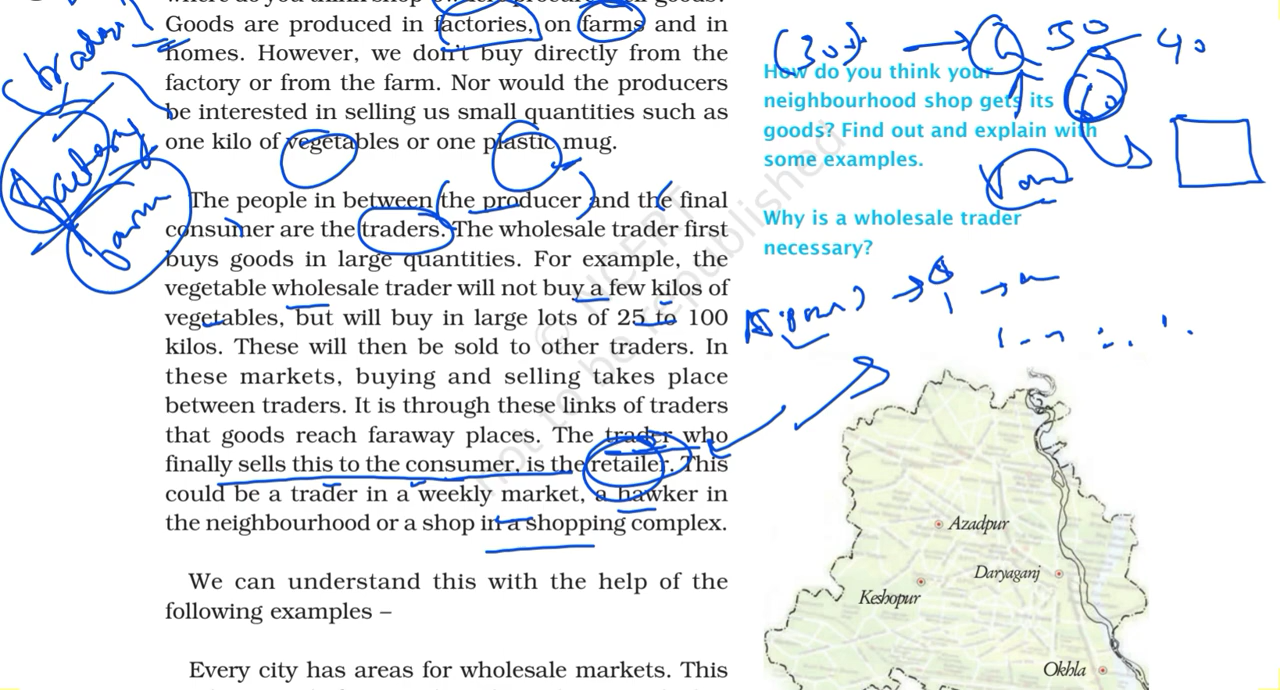 Goods are produced in factories, on farms and in
homes. However, we don't buy directly from the
factory or from the farm. Nor would the producers
be interested in selling us small quantities such as
one kilo of vegetables or one plastic mug.
The people in between the producer and the final
consumer are the traders. The wholesale trader first
buys goods in large quantities. For example, the
vegetable wholesale trader will not buy a few kilos of
vegetables, but will buy in large lots of 25 to 100
kilos. These will then be sold to other traders. In
these markets, buying and selling takes place
between traders. It is through these links of traders
that goods reach faraway places. The trader who
finally sells this to the consumer, is the retailer. This
could be a trader in a weekly market, a hawker in
the neighbourhood or a shop in a shopping complex.
We can understand this with the help of the
following examples –
Every city has areas for wholesale markets. This
trader
factory
farm
30
50
40
10
How do you think your
neighbourhood shop gets its
goods? Find out and explain with
some examples.
Why is a wholesale trader
necessary?
© NCERT
not to be republished
Azadpur
Daryaganj
Keshopur
Okhla